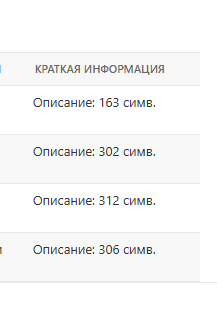 КРАТКАЯ ИНФОРМАЦИЯ
Описание: 163 симв.
Описание: 302 симв.
Описание: 312 симв.
Описание: 306 симв.